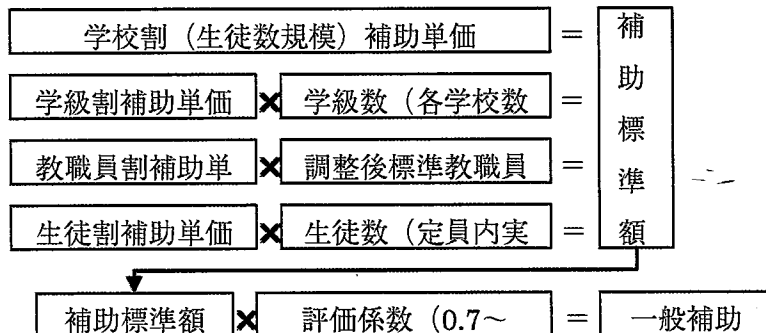 学校割（生徒数規模）補助単価 = 補助標準額
学級割補助単価 × 学級数（各学校数 =
教職員割補助単 × 調整後標準教職員 =
生徒割補助単価 × 生徒数（定員内実 =
補助標準額 × 評価係数（0.7～ = 一般補助